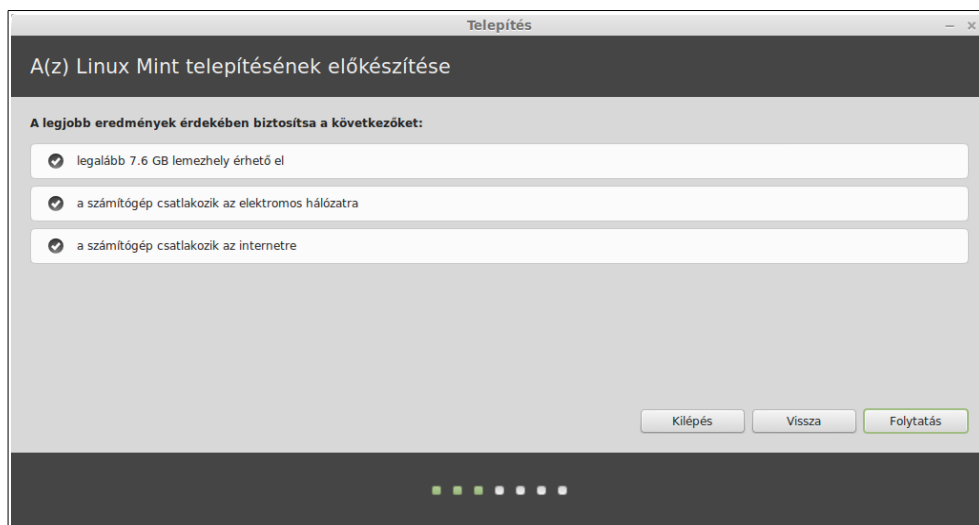 Telepítés
A(z) Linux Mint telepítésének előkészítése
A legjobb eredmények érdekében biztosítsa a következőket:
legalább 7.6 GB lemezhely érhető el
a számítógép csatlakozik az elektromos hálózatra
a számítógép csatlakozik az internetre
Kilépés
Vissza
Folytatás